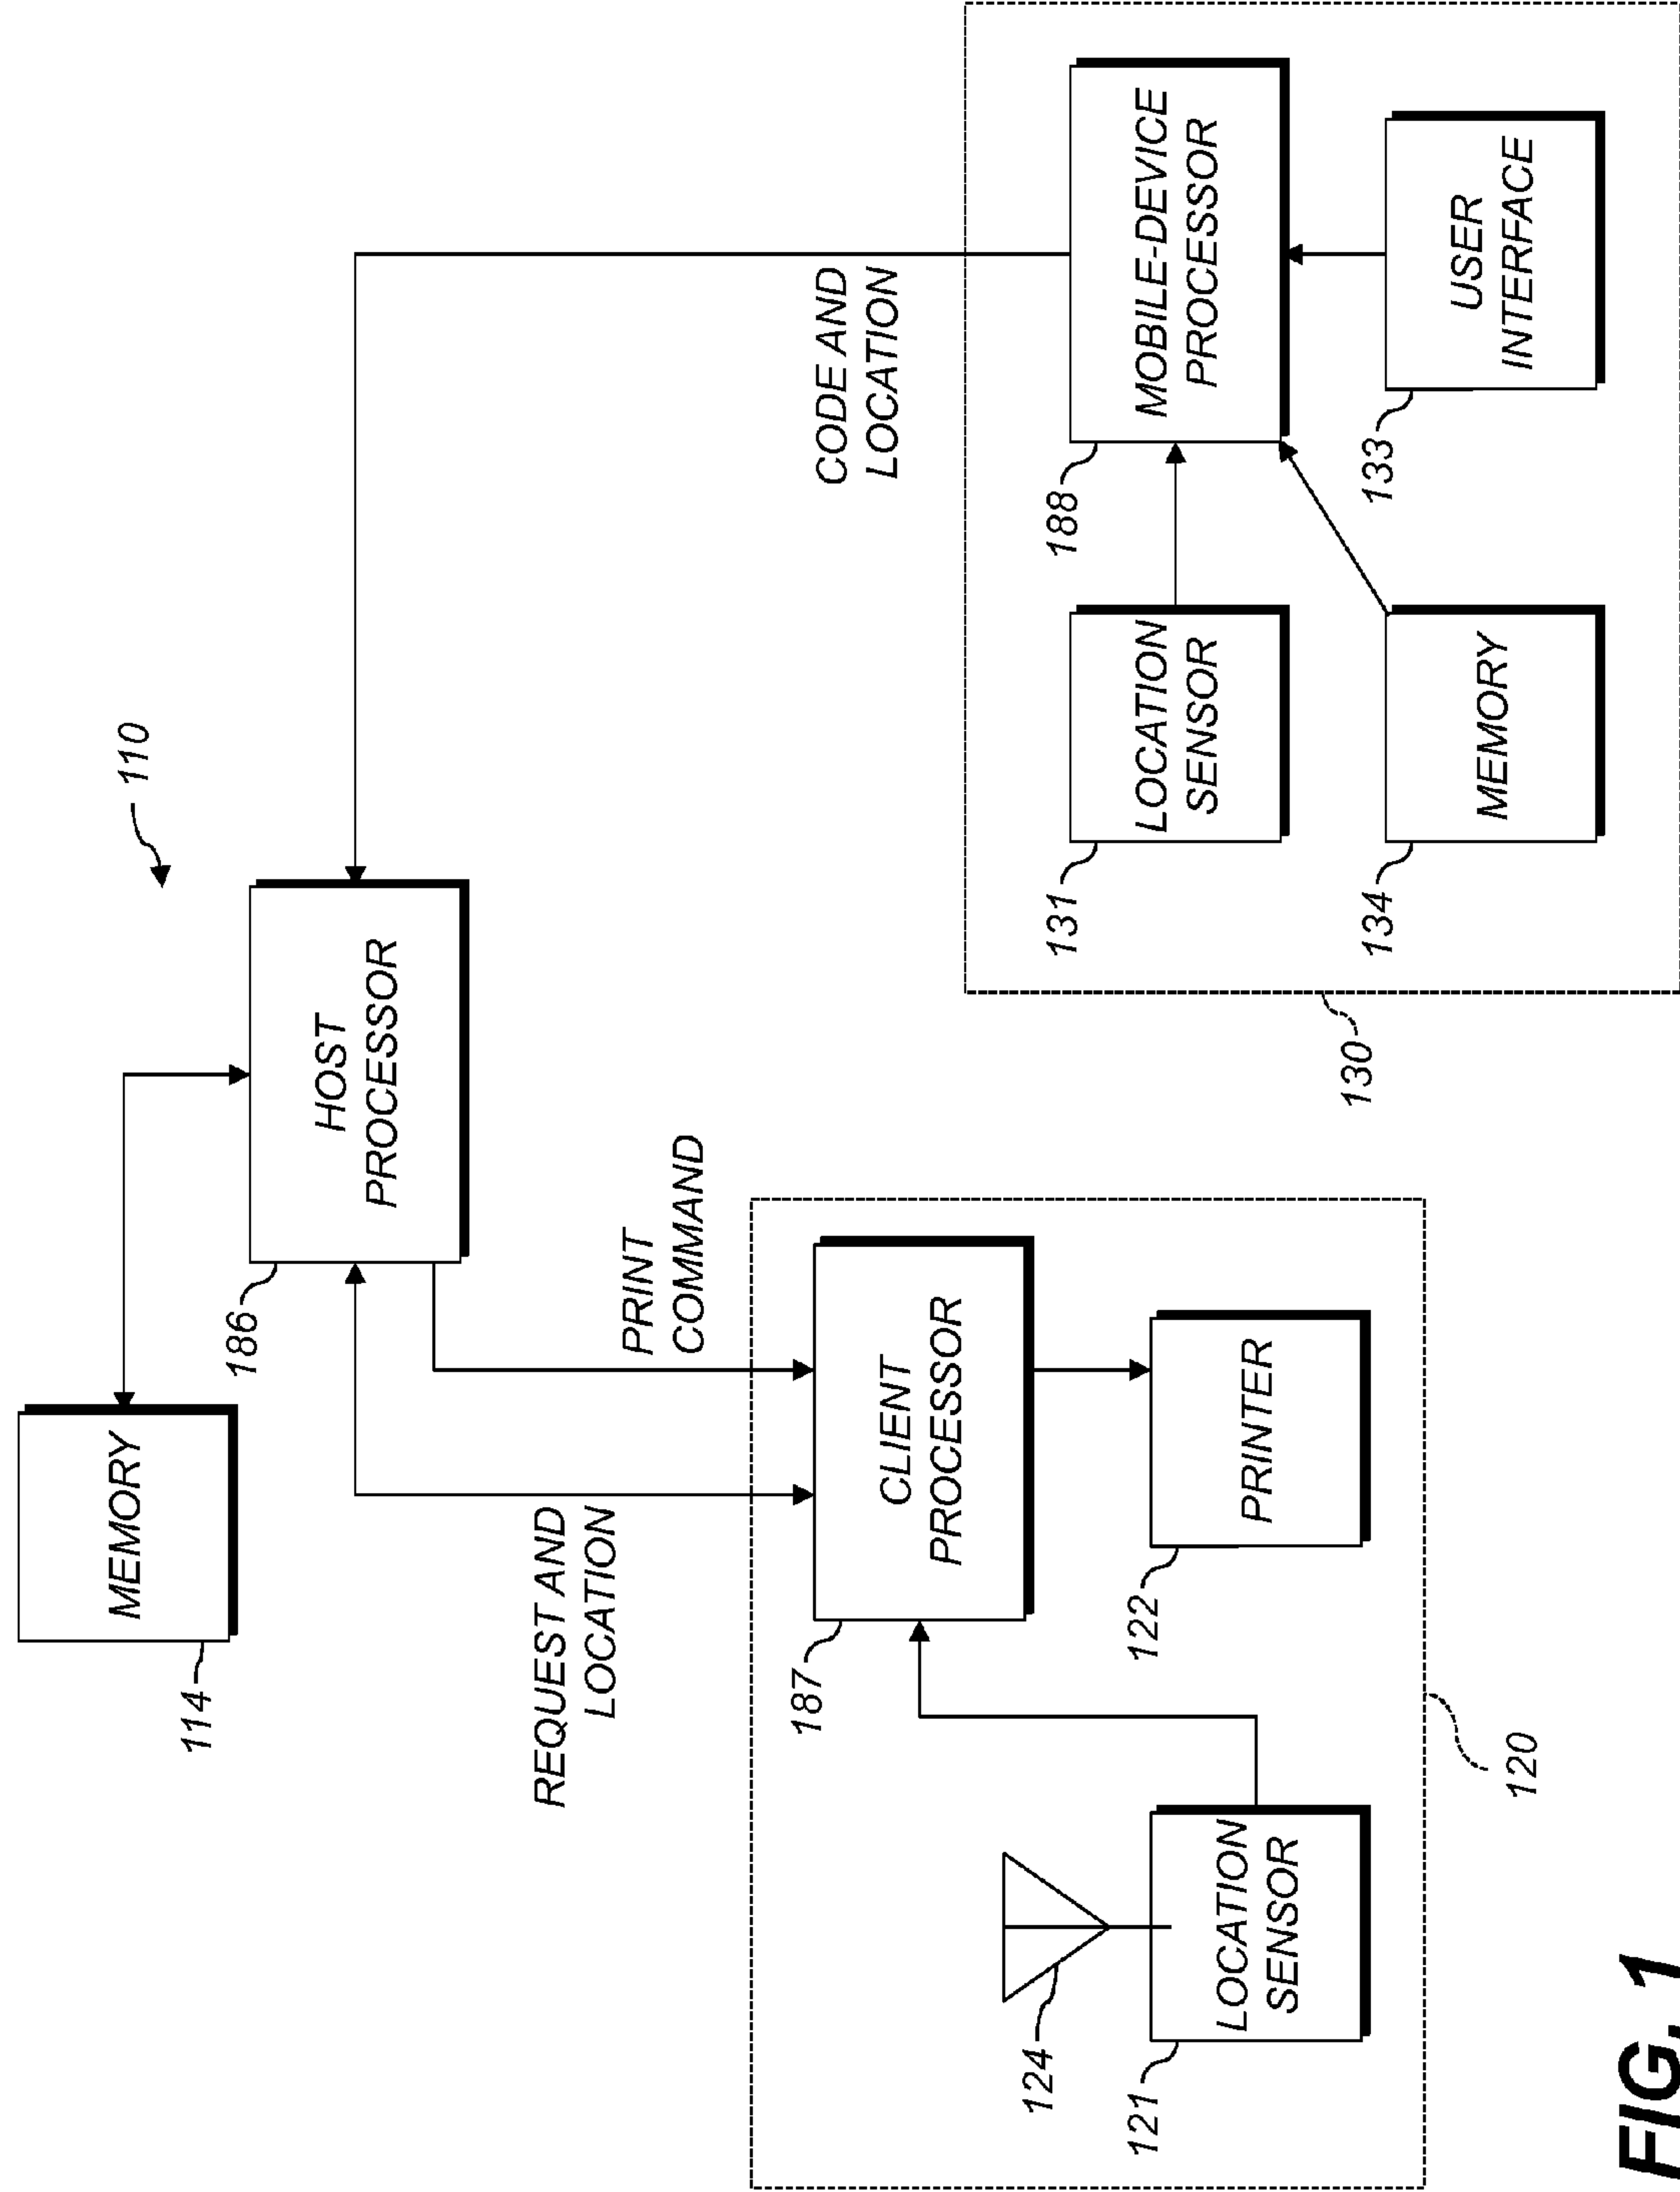 110
MEMORY
114
HOST
PROCESSOR
186
REQUEST AND
LOCATION
PRINT
COMMAND
CODE AND
LOCATION
CLIENT
PROCESSOR
187
PRINTER
122
124
LOCATION
SENSOR
121
120
LOCATION
SENSOR
131
MOBILE-DEVICE
PROCESSOR
188
MEMORY
134
USER
INTERFACE
133
130
FIG. 1